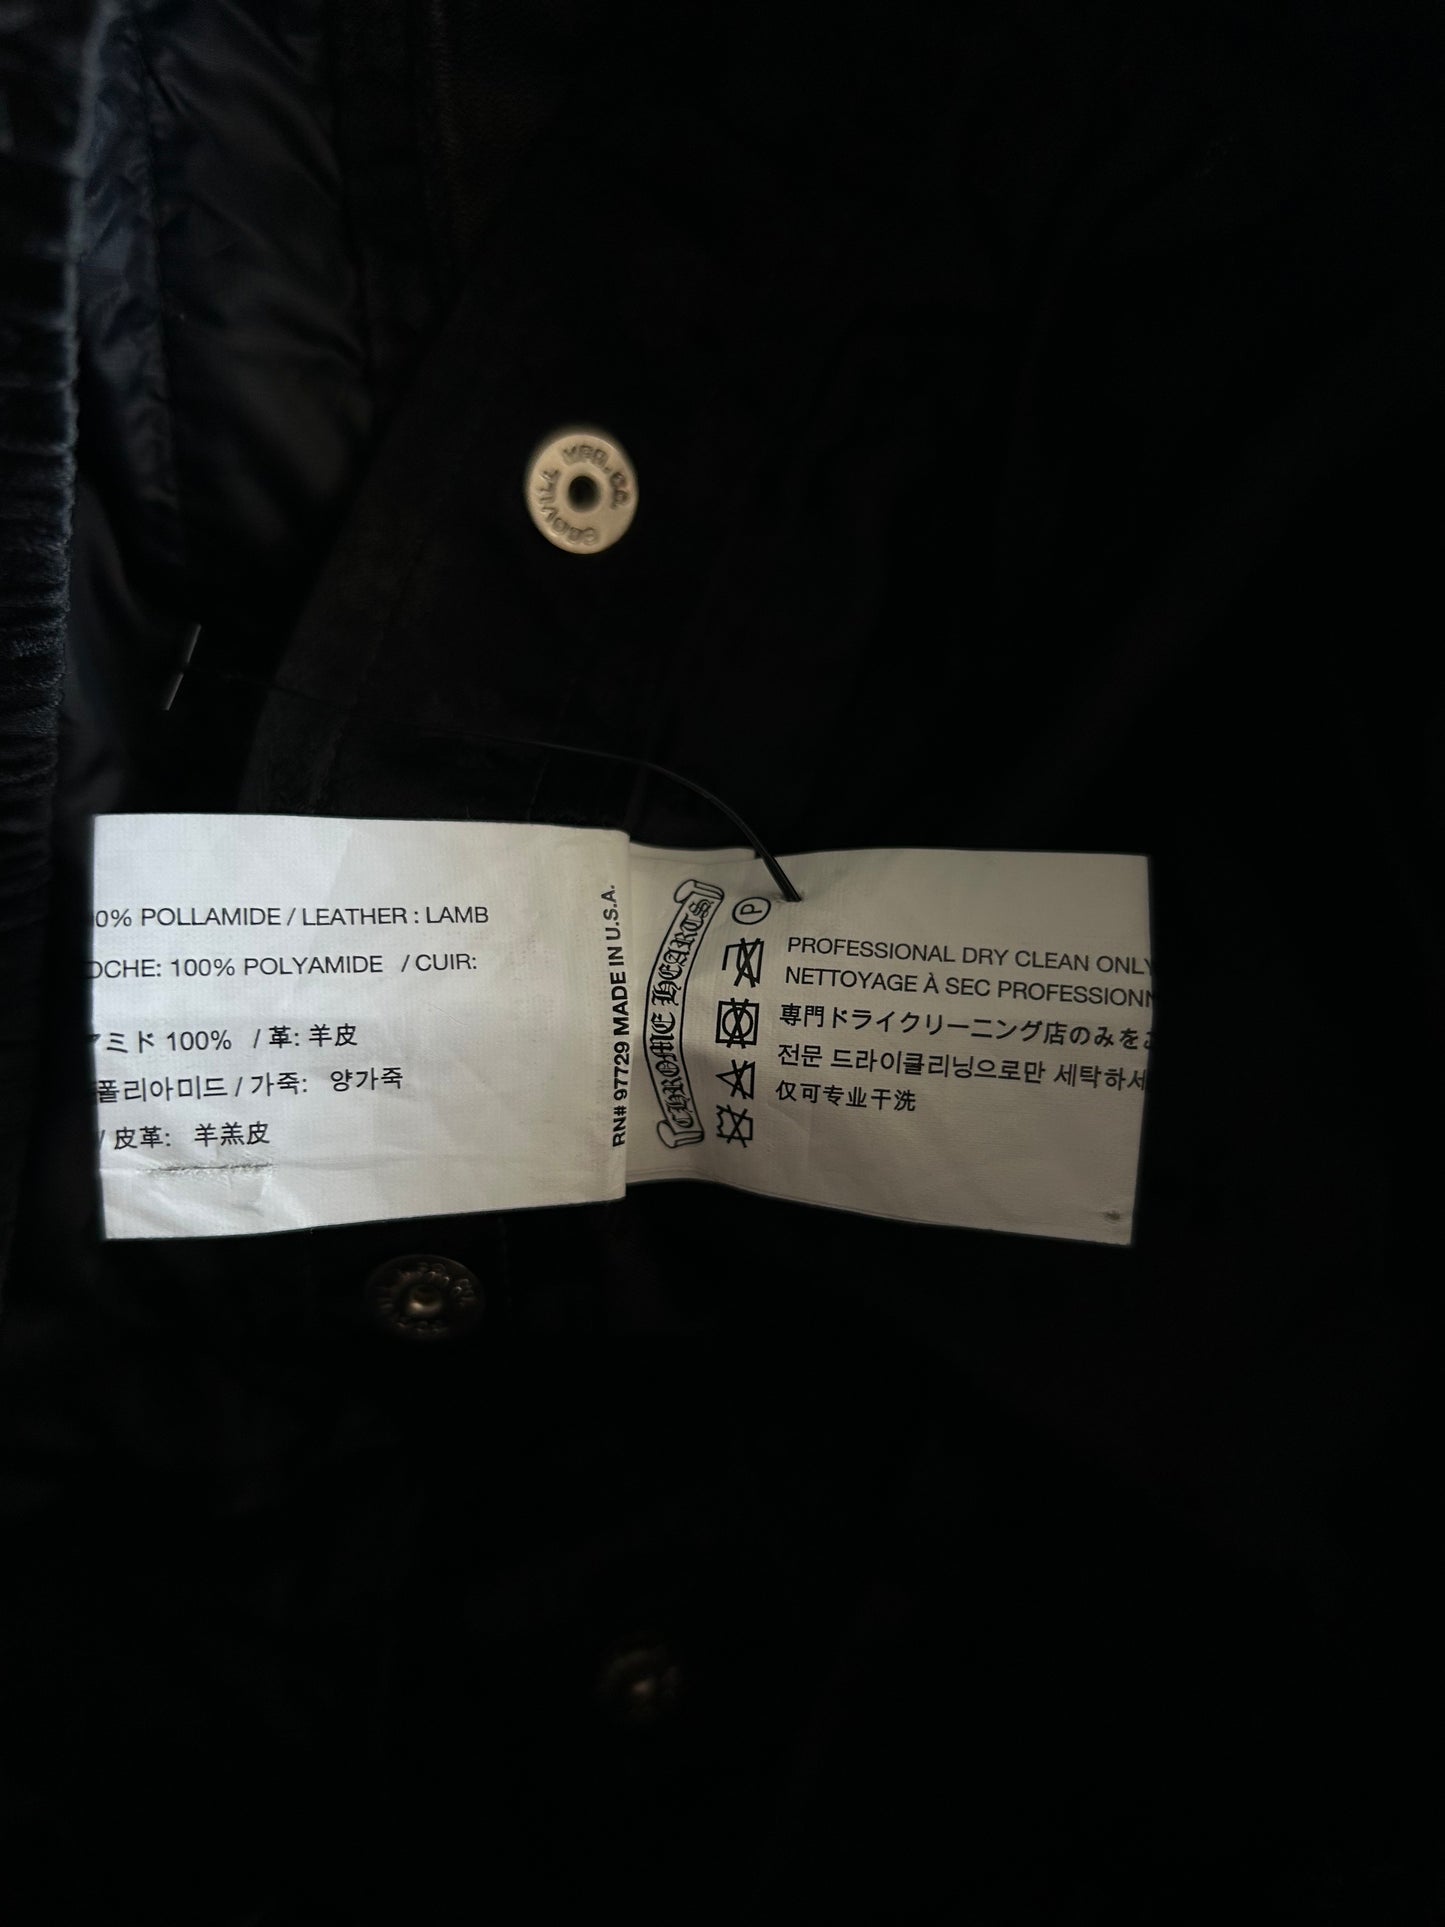 0% POLLAMIDE / LEATHER : LAMB
OCHE: 100% POLYAMIDE / CUIR:
ミド 100% / 革: 羊皮
폴리아미드 / 가죽: 양가죽
/ 皮革: 羊羔皮
RN# 97729 MADE IN U.S.A.
CHROME HEARTS
P
PROFESSIONAL DRY CLEAN ONLY
NETTOYAGE À SEC PROFESSIONN
専門ドライクリーニング店のみをご
전문 드라이클리닝으로만 세탁하세
仅可专业干洗
SCOVILL MFG. CO.